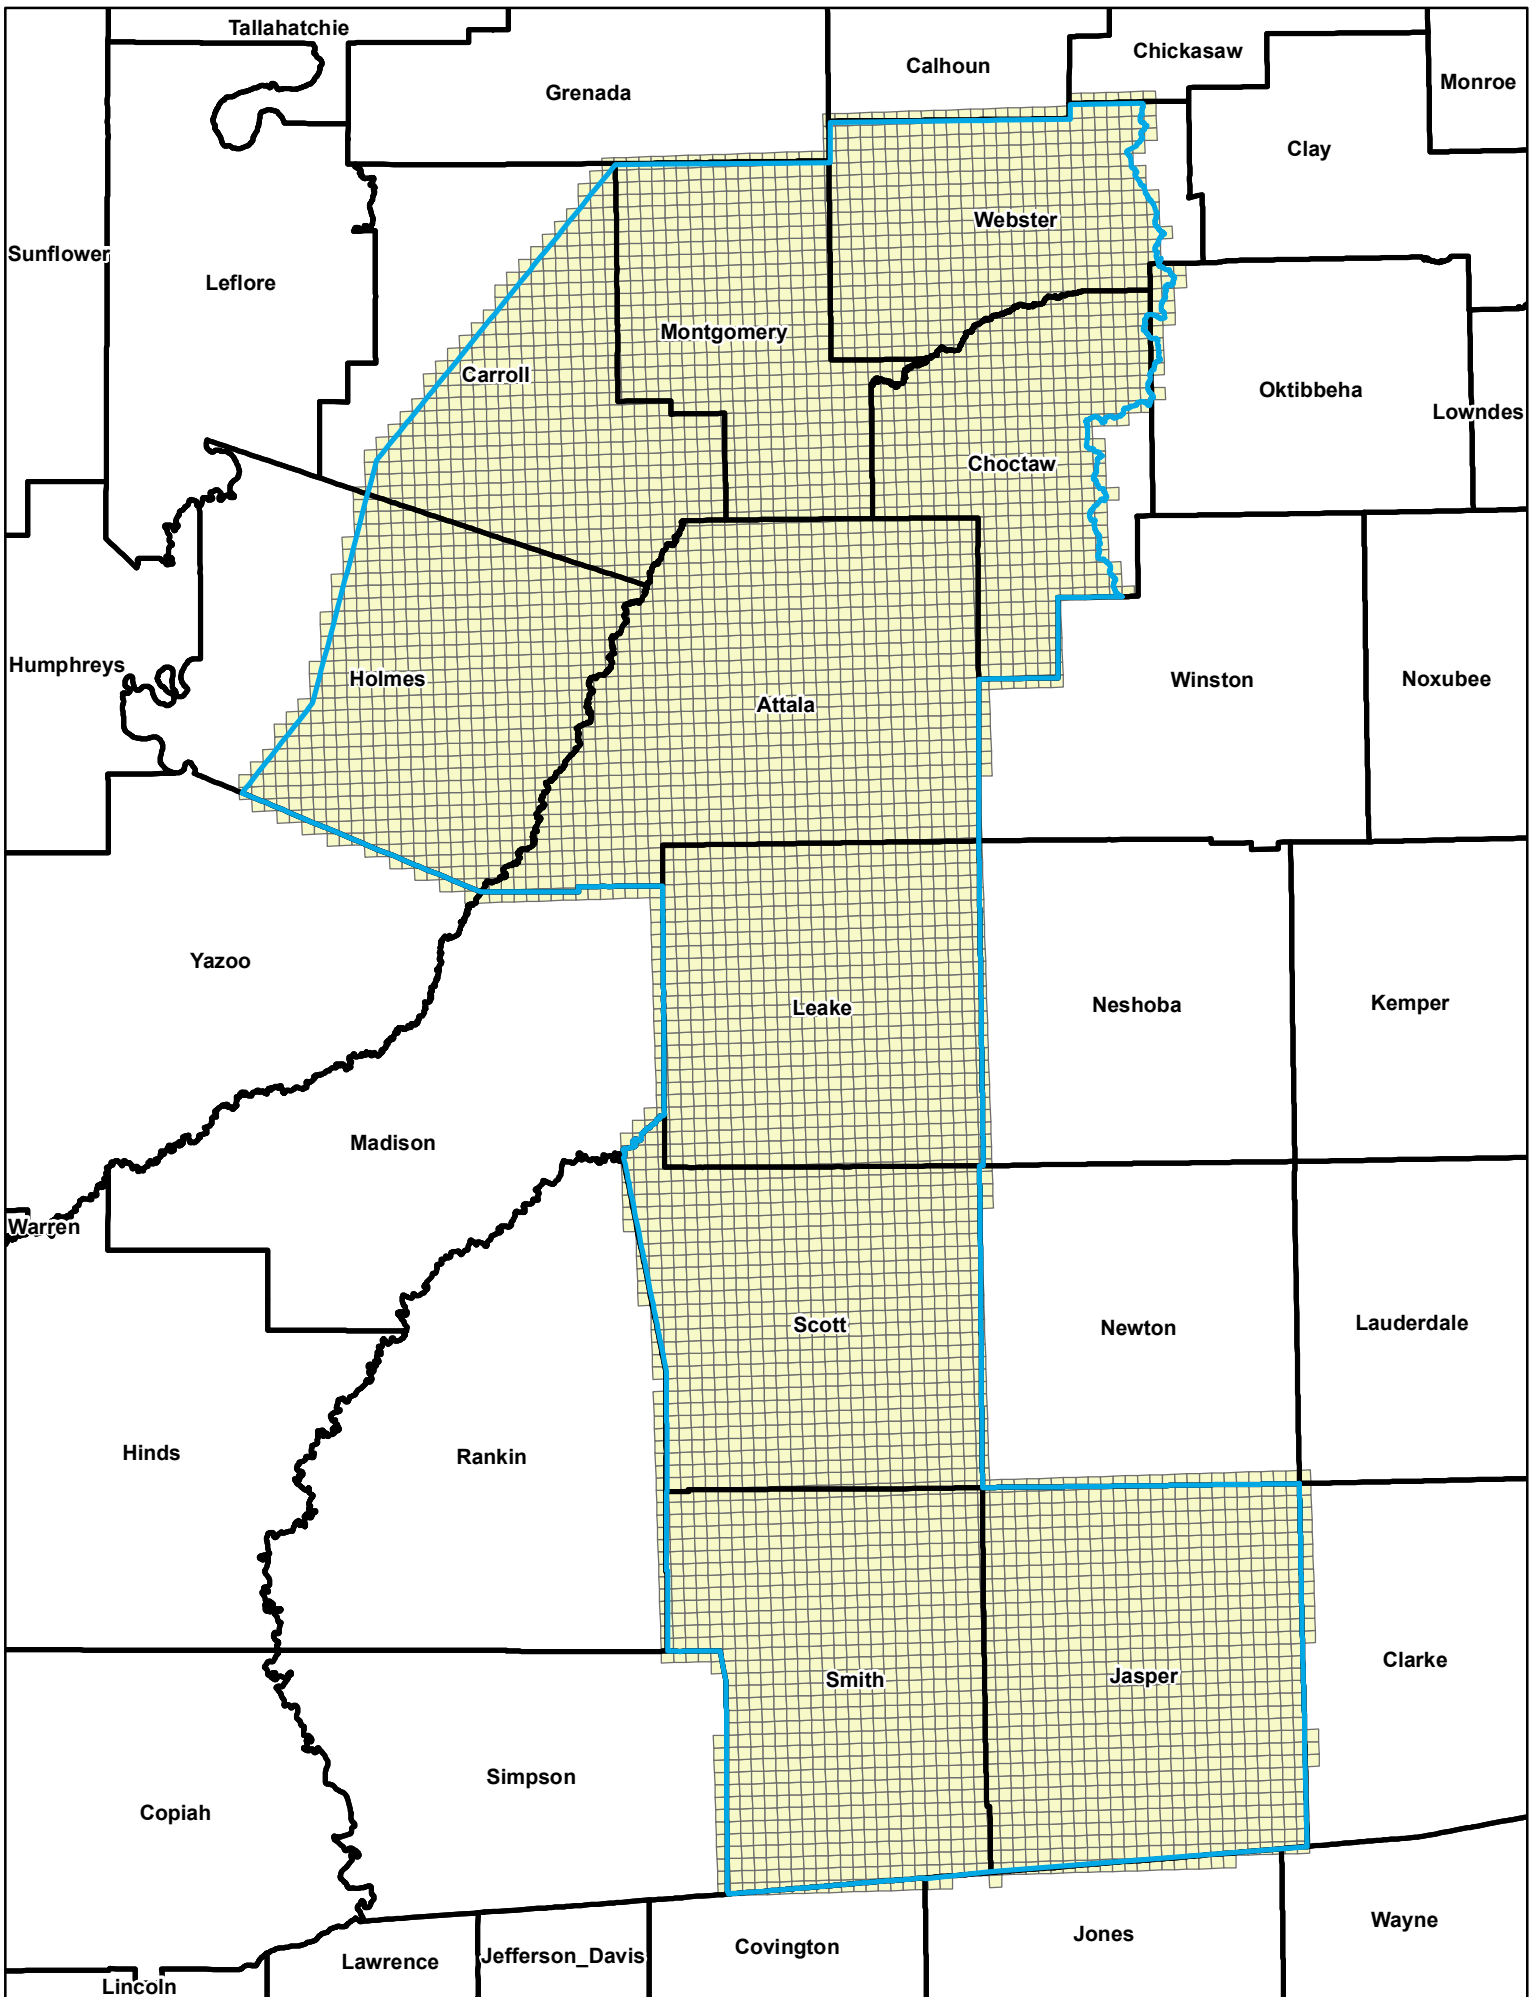 Tallahatchie
Chickasaw
Calhoun
Monroe
Grenada
Clay
Webster
Sunflower
Leflore
Montgomery
Carroll
Oktibbeha
Lowndes
Choctaw
Humphreys
Holmes
Winston
Noxubee
Attala
Yazoo
Leake
Neshoba
Kemper
Madison
Warren
Scott
Newton
Lauderdale
Hinds
Rankin
Clarke
Smith
Jasper
Simpson
Copiah
Wayne
Jones
Covington
Jefferson_Davis
Lawrence
Lincoln